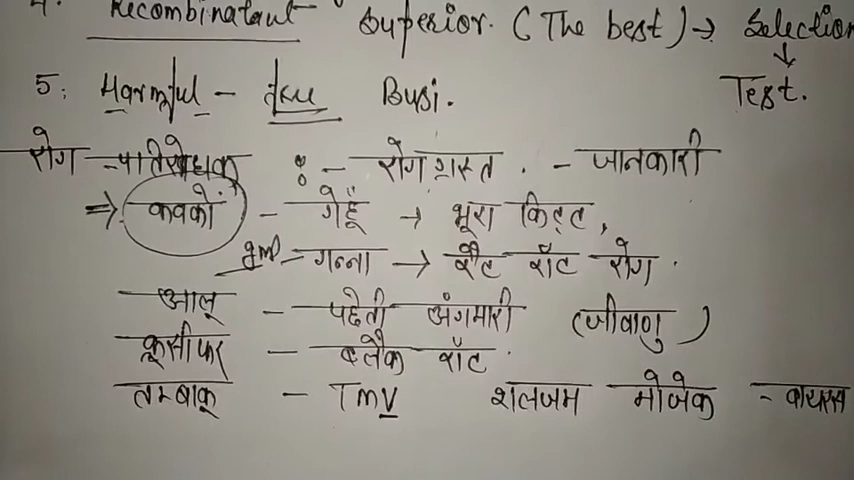 4. Recombinatant Superior. (The best) → Selection
↓
5. Harmful - Busi. Test.
रोग - प्रतिरोधक :- रोग ग्रस्त . - जानकारी
⇒ कवकों - गेहूँ → भूरा किट्ट,
Imp - गन्ना → रैट रॉट रोग .
आलू - पछेती अंगमारी (जीवाणु)
क्रूसीफर - ब्लैक रॉट .
तम्बाकू - TMV शलजम मोजेक - वायरस